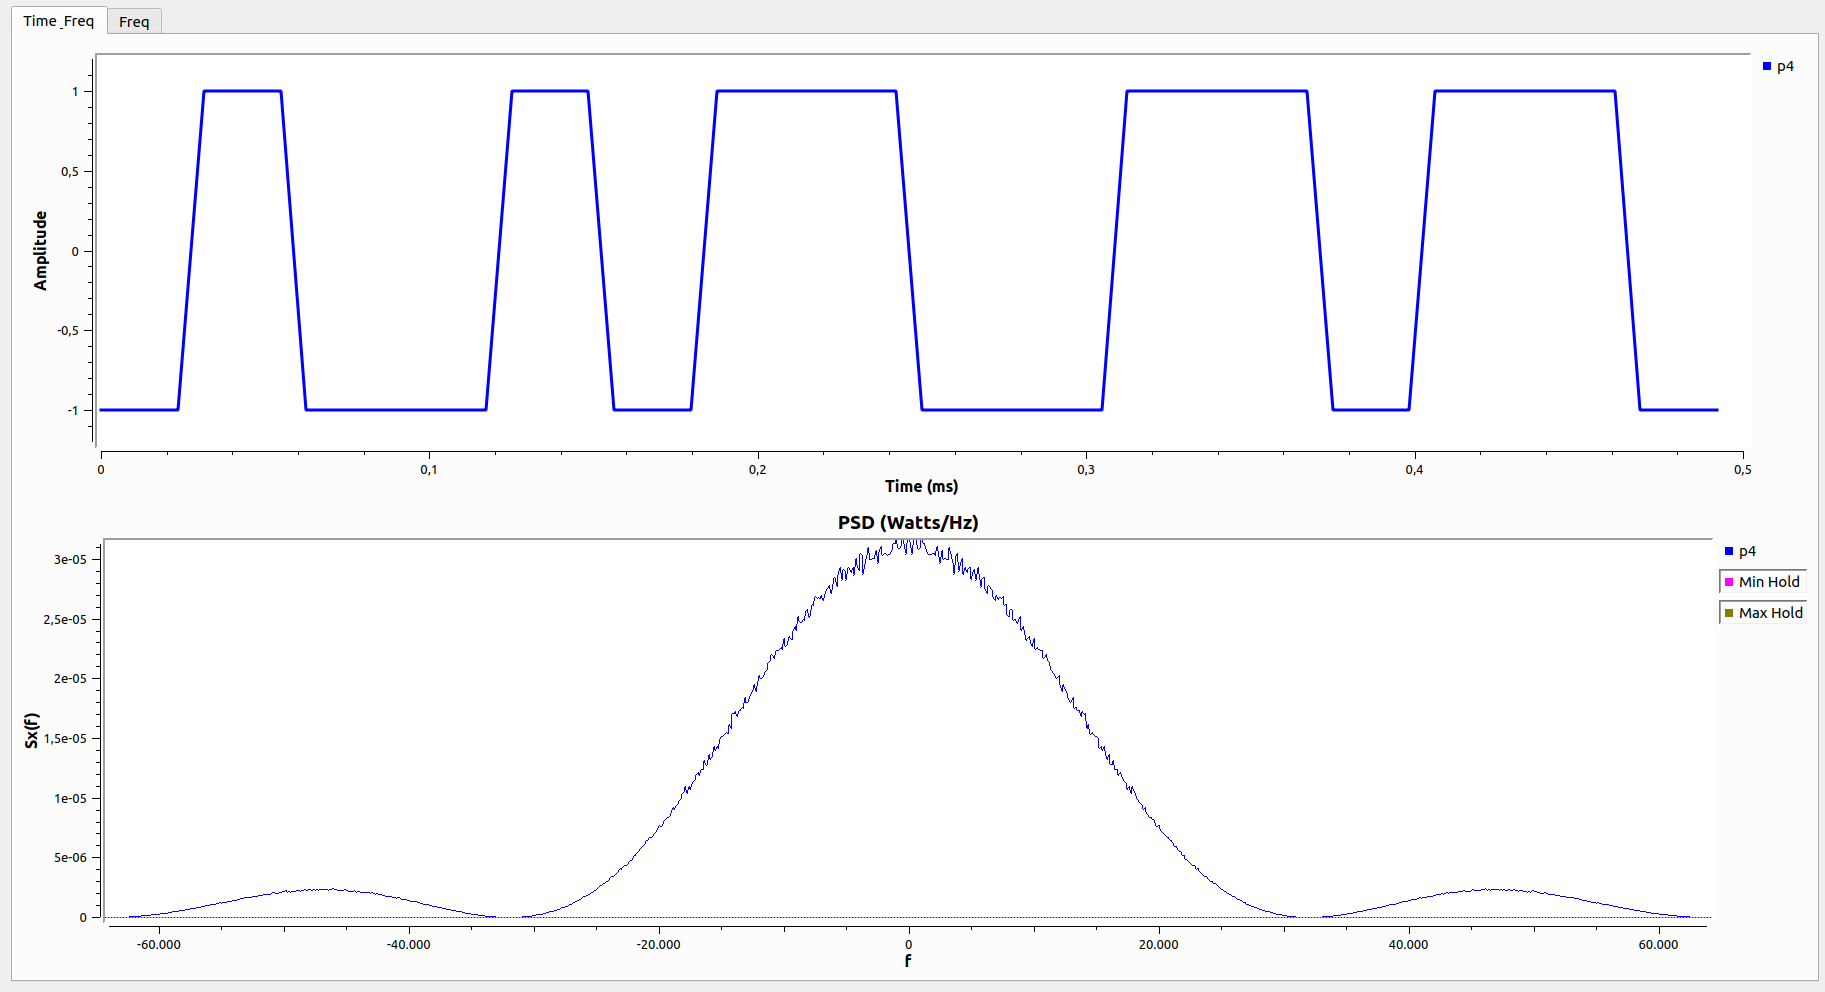 Time_Freq
Freq
p4
1
0,5
0
-0,5
-1
Amplitude
0
0,1
0,2
0,3
0,4
0,5
Time (ms)
PSD (Watts/Hz)
p4
Min Hold
Max Hold
3e-05
2,5e-05
2e-05
1,5e-05
1e-05
5e-06
0
Sx(f)
-60.000
-40.000
-20.000
0
20.000
40.000
60.000
f